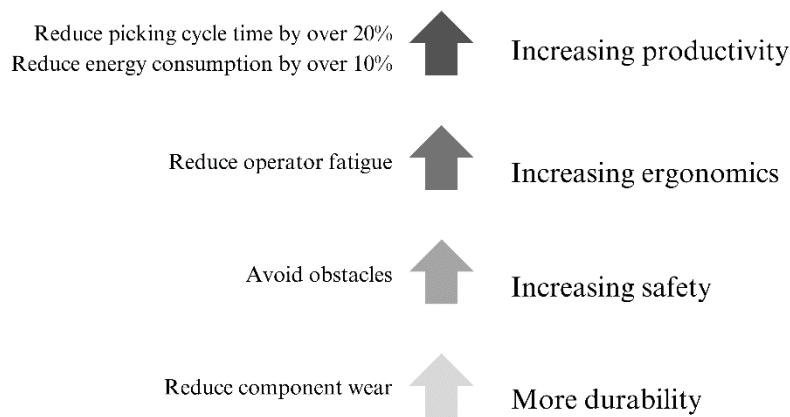 Reduce picking cycle time by over 20%
Reduce energy consumption by over 10%
Increasing productivity
Reduce operator fatigue
Increasing ergonomics
Avoid obstacles
Increasing safety
Reduce component wear
More durability